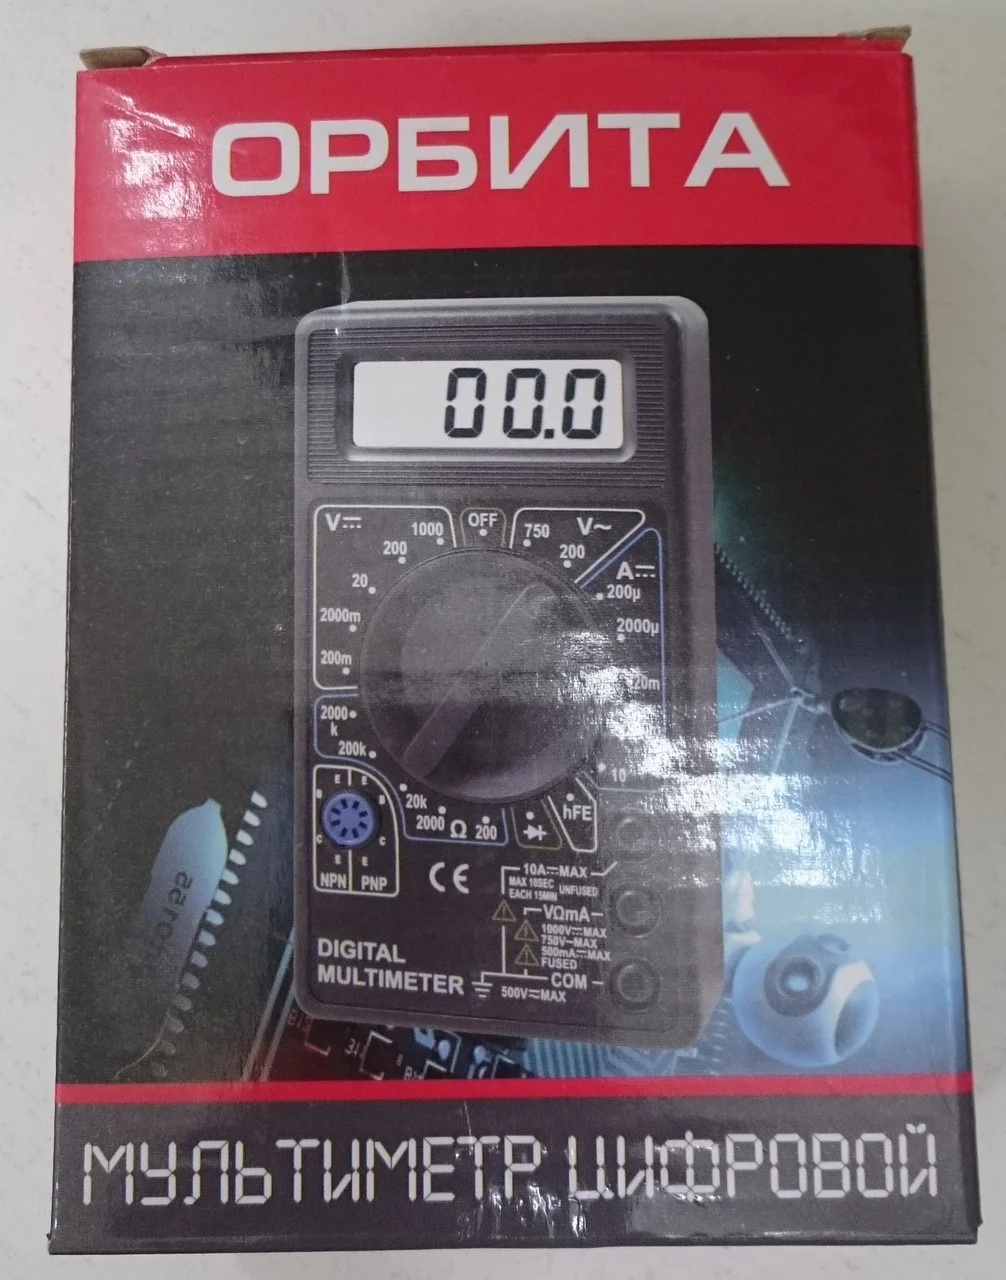 ОРБИТА
00.0
V⎓ 1000 OFF 750 V~
200 200 A⎓
20 200µ
2000m 2000µ
200m 20m
2000
k
200k
10
20k
2000 Ω 200 hFE
E E
B B
C C
E E
NPN PNP
CE
10A⎓MAX
MAX 10SEC
EACH 15MIN UNFUSED
VΩmA
1000V⎓MAX
750V~MAX
500mA⎓MAX
FUSED
COM
500V⎓MAX
DIGITAL
MULTIMETER
МУЛЬТИМЕТР ЦИФРОВОЙ